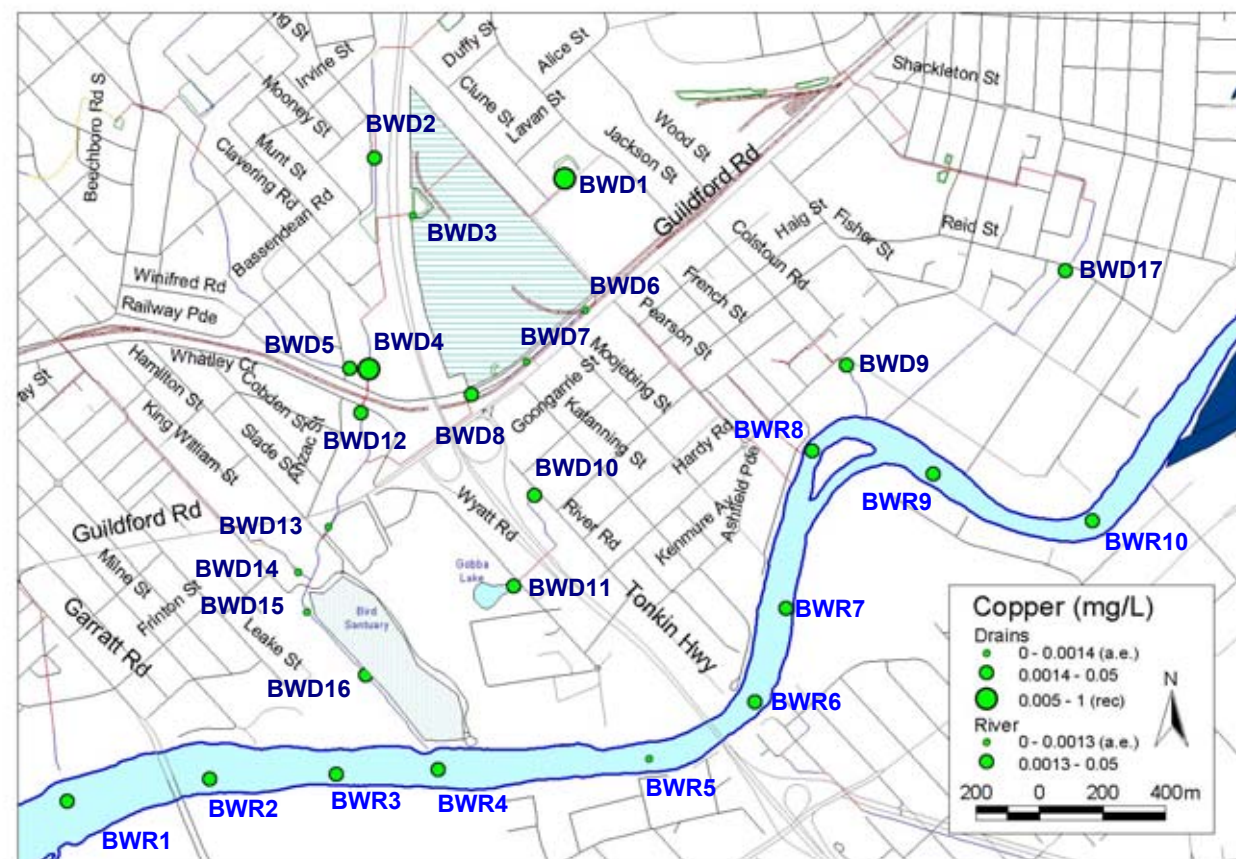 Irvine St
Duffy St
Alice St
Clune St
Lavan St
Mooney St
Munt St
Clavering Rd
Beechboro Rd S
Bassendean Rd
Winifred Rd
Railway Pde
Jackson St
Wood St
Guildford Rd
Shackleton St
Haig St
Fisher St
Reid St
Colstoun Rd
French St
Pearson St
BWD2
BWD1
BWD3
BWD6
BWD17
BWD5
BWD4
BWD7
BWD9
Whatley Cr
Hamilton St
Cobden St
King William St
Slade St
Anzac St
BWD12
BWD8
Goongarrie St
Moojebing St
Katanning St
Hardy Rd
BWR8
BWR9
BWR10
BWD10
River Rd
Wyatt Rd
Kenmure Av
Ashfield Pde
Guildford Rd
BWD13
BWD14
BWD15
Milne St
Frinton St
Garratt Rd
Leake St
Bird
Santuary
Gobba
Lake
BWD11
Tonkin Hwy
BWR7
BWD16
BWR6
BWR5
BWR4
BWR3
BWR2
BWR1
Copper (mg/L)
Drains
0 - 0.0014 (a.e.)
0.0014 - 0.05
0.005 - 1 (rec)
River
0 - 0.0013 (a.e.)
0.0013 - 0.05
N
200 0 200 400m